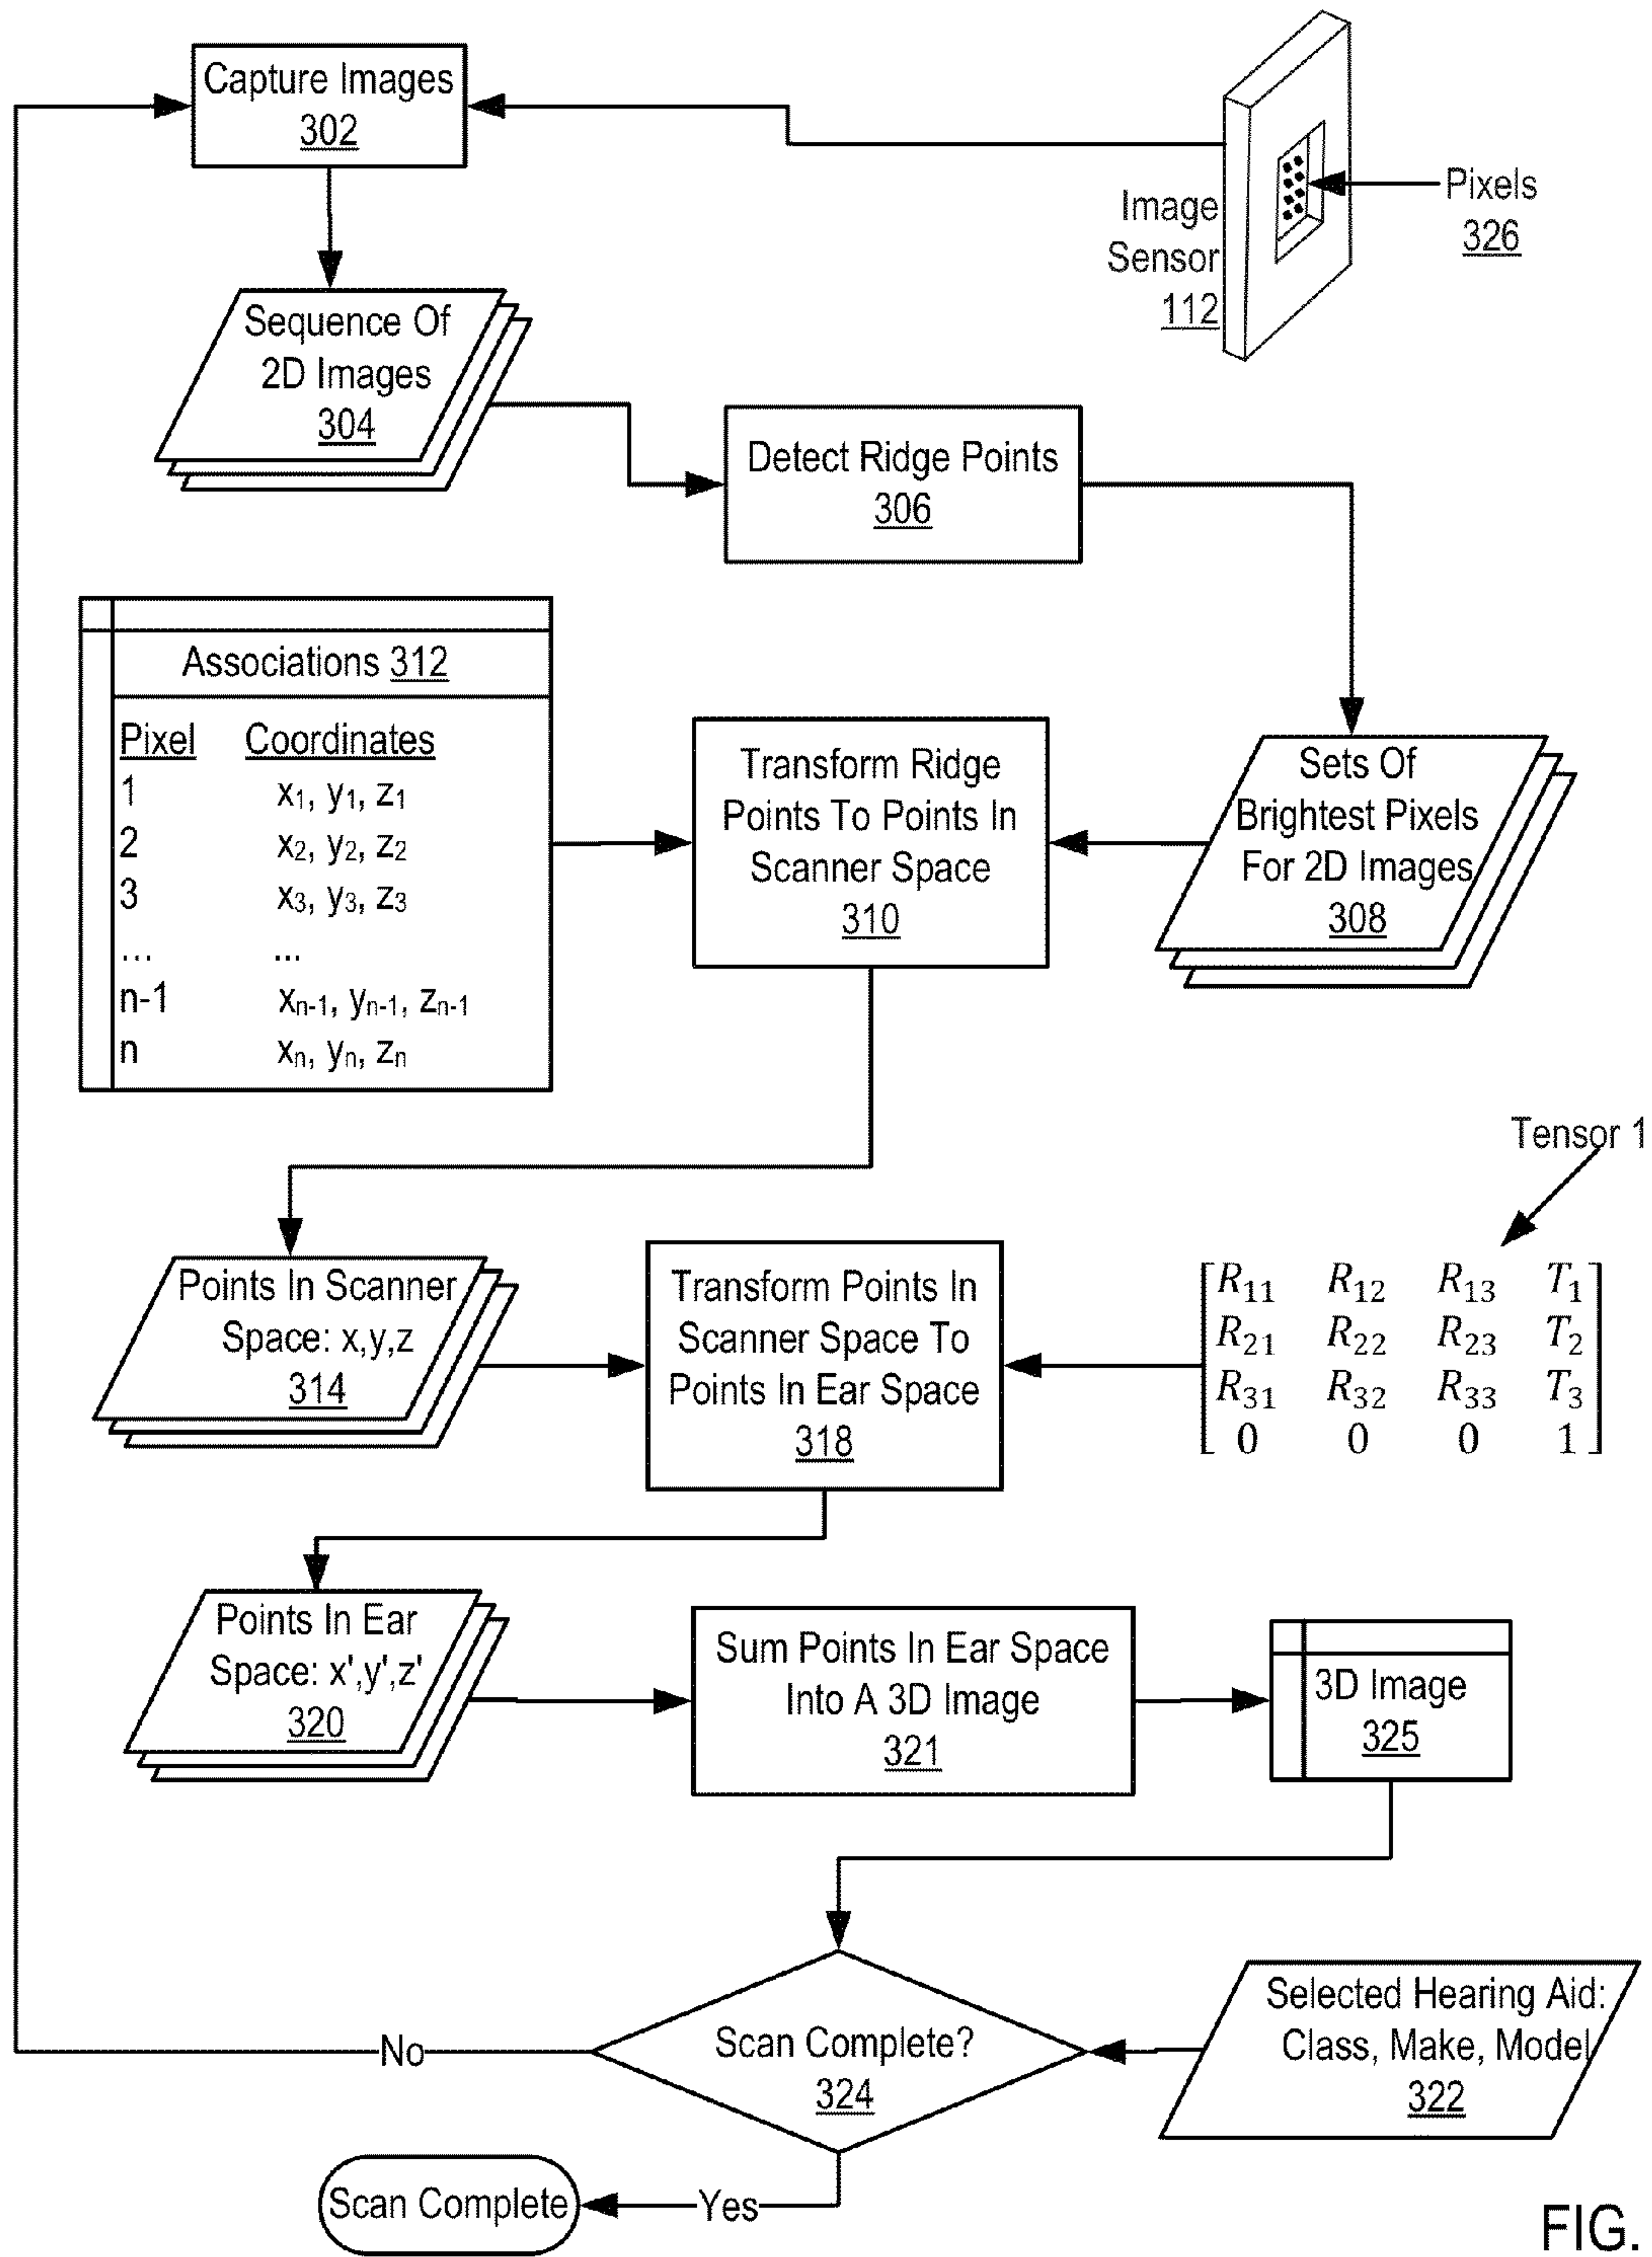 Capture Images
302
Image
Sensor
112
Pixels
326
Sequence Of
2D Images
304
Detect Ridge Points
306
Associations 312
Pixel Coordinates
1 x1, y1, z1
2 x2, y2, z2
3 x3, y3, z3
... ...
n-1 xn-1, yn-1, zn-1
n xn, yn, zn
Transform Ridge
Points To Points In
Scanner Space
310
Sets Of
Brightest Pixels
For 2D Images
308
Tensor 1
Points In Scanner
Space: x,y,z
314
Transform Points In
Scanner Space To
Points In Ear Space
318
R11 R12 R13 T1
R21 R22 R23 T2
R31 R32 R33 T3
0 0 0 1
Points In Ear
Space: x',y',z'
320
Sum Points In Ear Space
Into A 3D Image
321
3D Image
325
No
Scan Complete?
324
Selected Hearing Aid:
Class, Make, Model
322
Scan Complete
Yes
FIG.